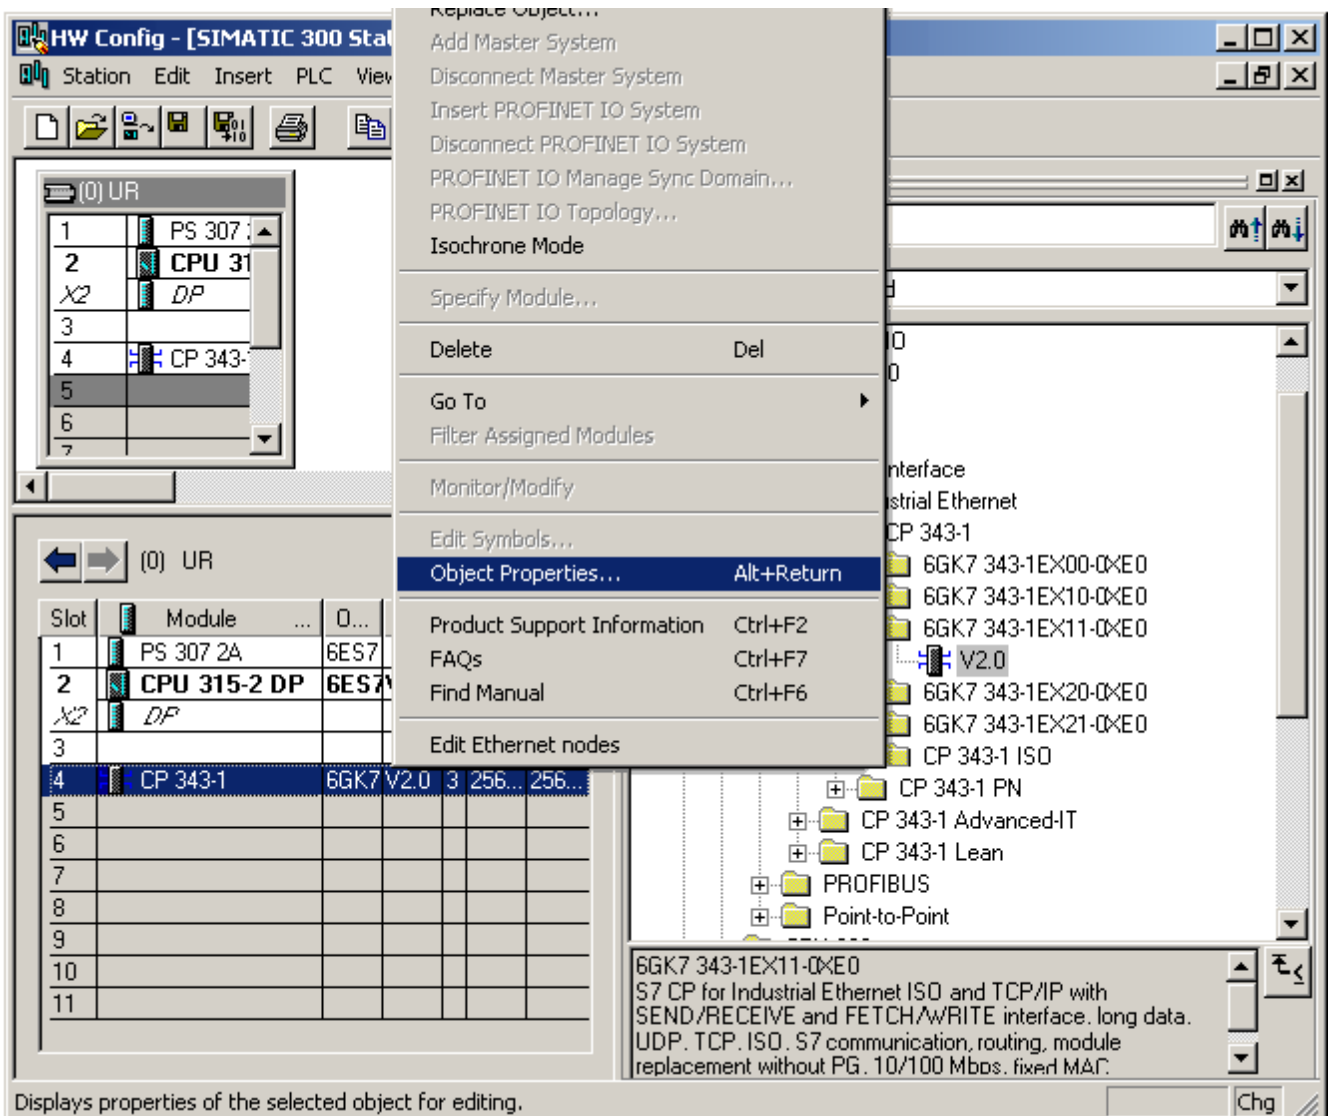 Replace Object...
HW Config - [SIMATIC 300 Stat
Add Master System
Station Edit Insert PLC View
Disconnect Master System
Insert PROFINET IO System
Disconnect PROFINET IO System
PROFINET IO Manage Sync Domain...
PROFINET IO Topology...
Isochrone Mode
Specify Module...
Delete Del
Go To
Filter Assigned Modules
Monitor/Modify
Edit Symbols...
Object Properties... Alt+Return
Product Support Information Ctrl+F2
FAQs Ctrl+F7
Find Manual Ctrl+F6
Edit Ethernet nodes
(0) UR
1 PS 307 2
2 CPU 31
X2 DP
3
4 CP 343-1
5
6
7
(0) UR
Slot Module ... O...
1 PS 307 2A 6ES7
2 CPU 315-2 DP 6ES7
X2 DP
3
4 CP 343-1 6GK7 V2.0 3 256... 256...
5
6
7
8
9
10
11
d
IO
0
nterface
strial Ethernet
CP 343-1
6GK7 343-1EX00-0XE0
6GK7 343-1EX10-0XE0
6GK7 343-1EX11-0XE0
V2.0
6GK7 343-1EX20-0XE0
6GK7 343-1EX21-0XE0
CP 343-1 ISO
CP 343-1 PN
CP 343-1 Advanced-IT
CP 343-1 Lean
PROFIBUS
Point-to-Point
6GK7 343-1EX11-0XE0
S7 CP for Industrial Ethernet ISO and TCP/IP with
SEND/RECEIVE and FETCH/WRITE interface, long data,
UDP, TCP, ISO, S7 communication, routing, module
replacement without PG, 10/100 Mbps, fixed MAC
Displays properties of the selected object for editing.
Chg